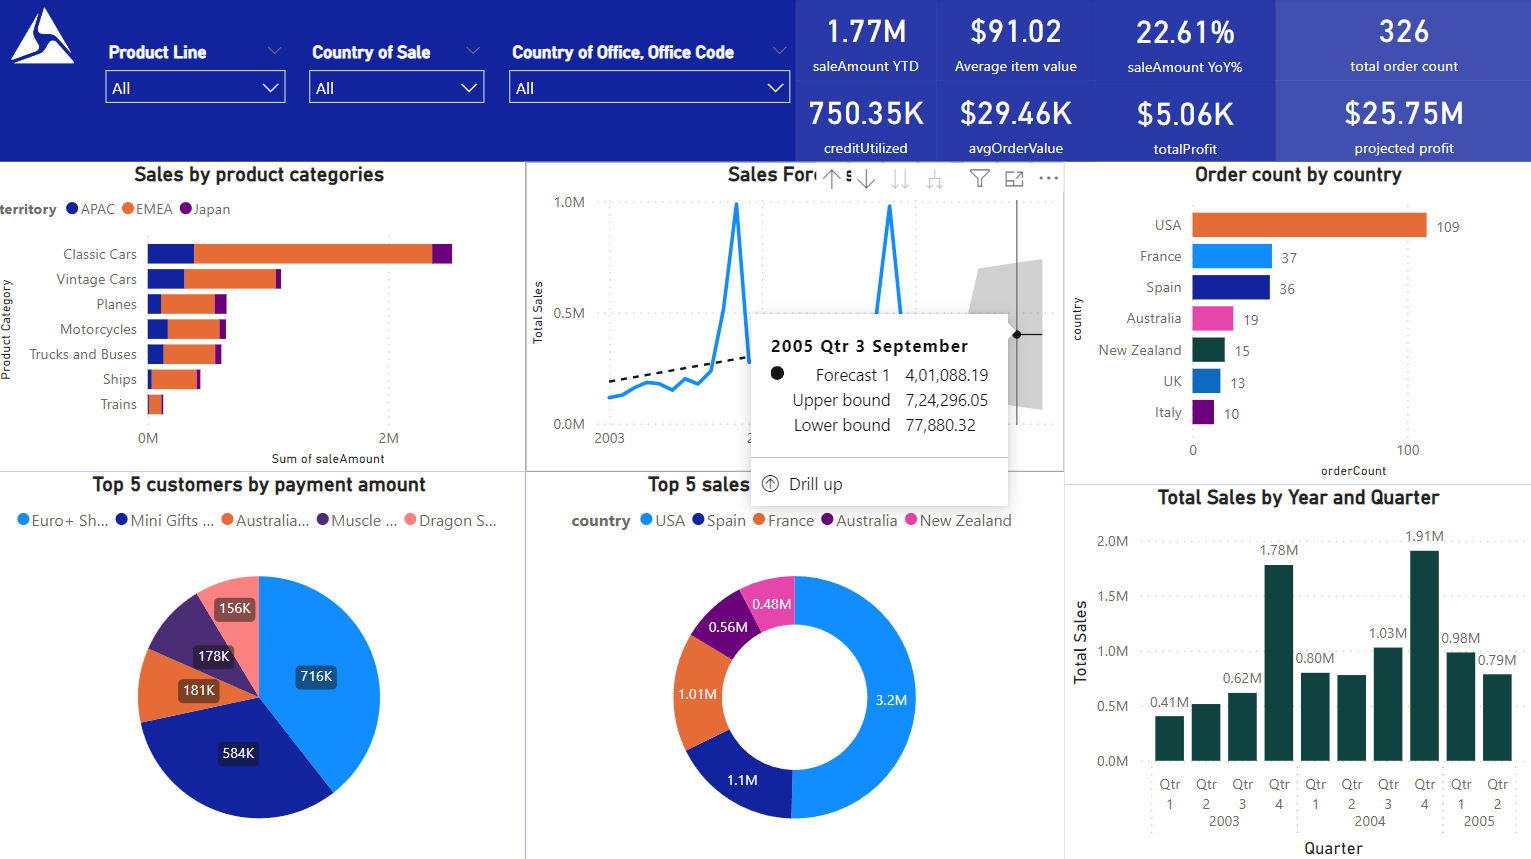 Product Line
All
Country of Sale
All
Country of Office, Office Code
All
1.77M
saleAmount YTD
$91.02
Average item value
22.61%
saleAmount YoY%
326
total order count
750.35K
creditUtilized
$29.46K
avgOrderValue
$5.06K
totalProfit
$25.75M
projected profit
Sales by product categories
territory APAC EMEA Japan
Product Category
Classic Cars
Vintage Cars
Planes
Motorcycles
Trucks and Buses
Ships
Trains
0M 2M
Sum of saleAmount
Sales
Total Sales
1.0M
0.5M
0.0M
2003
2005 Qtr 3 September
Forecast 1 4,01,088.19
Upper bound 7,24,296.05
Lower bound 77,880.32
Drill up
Order count by country
country
USA 109
France 37
Spain 36
Australia 19
New Zealand 15
UK 13
Italy 10
0 100
orderCount
Top 5 customers by payment amount
Euro+ Sh... Mini Gifts ... Australia... Muscle ... Dragon S...
156K
716K
178K
181K
584K
Top 5 sales
country USA Spain France Australia New Zealand
0.48M
0.56M
1.01M
3.2M
1.1M
Total Sales by Year and Quarter
Total Sales
2.0M
1.5M
1.0M
0.5M
0.0M
0.41M
0.62M
1.78M
0.80M
1.03M
1.91M
0.98M
0.79M
Qtr 1 Qtr 2 Qtr 3 Qtr 4 Qtr 1 Qtr 2 Qtr 3 Qtr 4 Qtr 1 Qtr 2
2003 2004 2005
Quarter